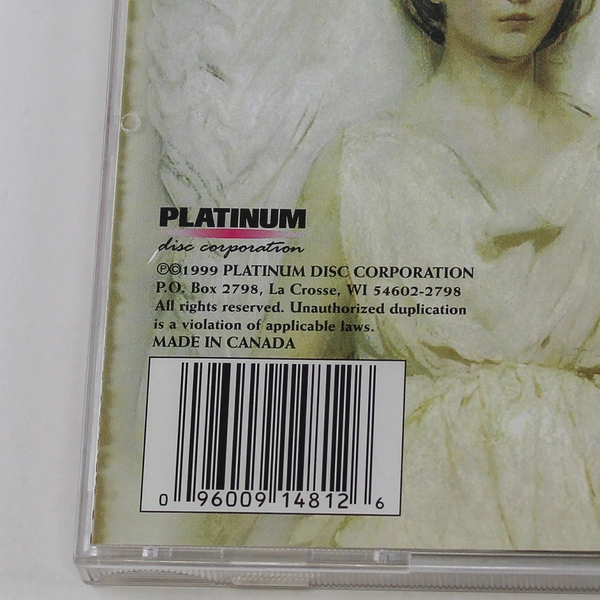 PLATINUM
disc corporation
℗©1999 PLATINUM DISC CORPORATION
P.O. Box 2798, La Crosse, WI 54602-2798
All rights reserved. Unauthorized duplication
is a violation of applicable laws.
MADE IN CANADA
0 96009 14812 6